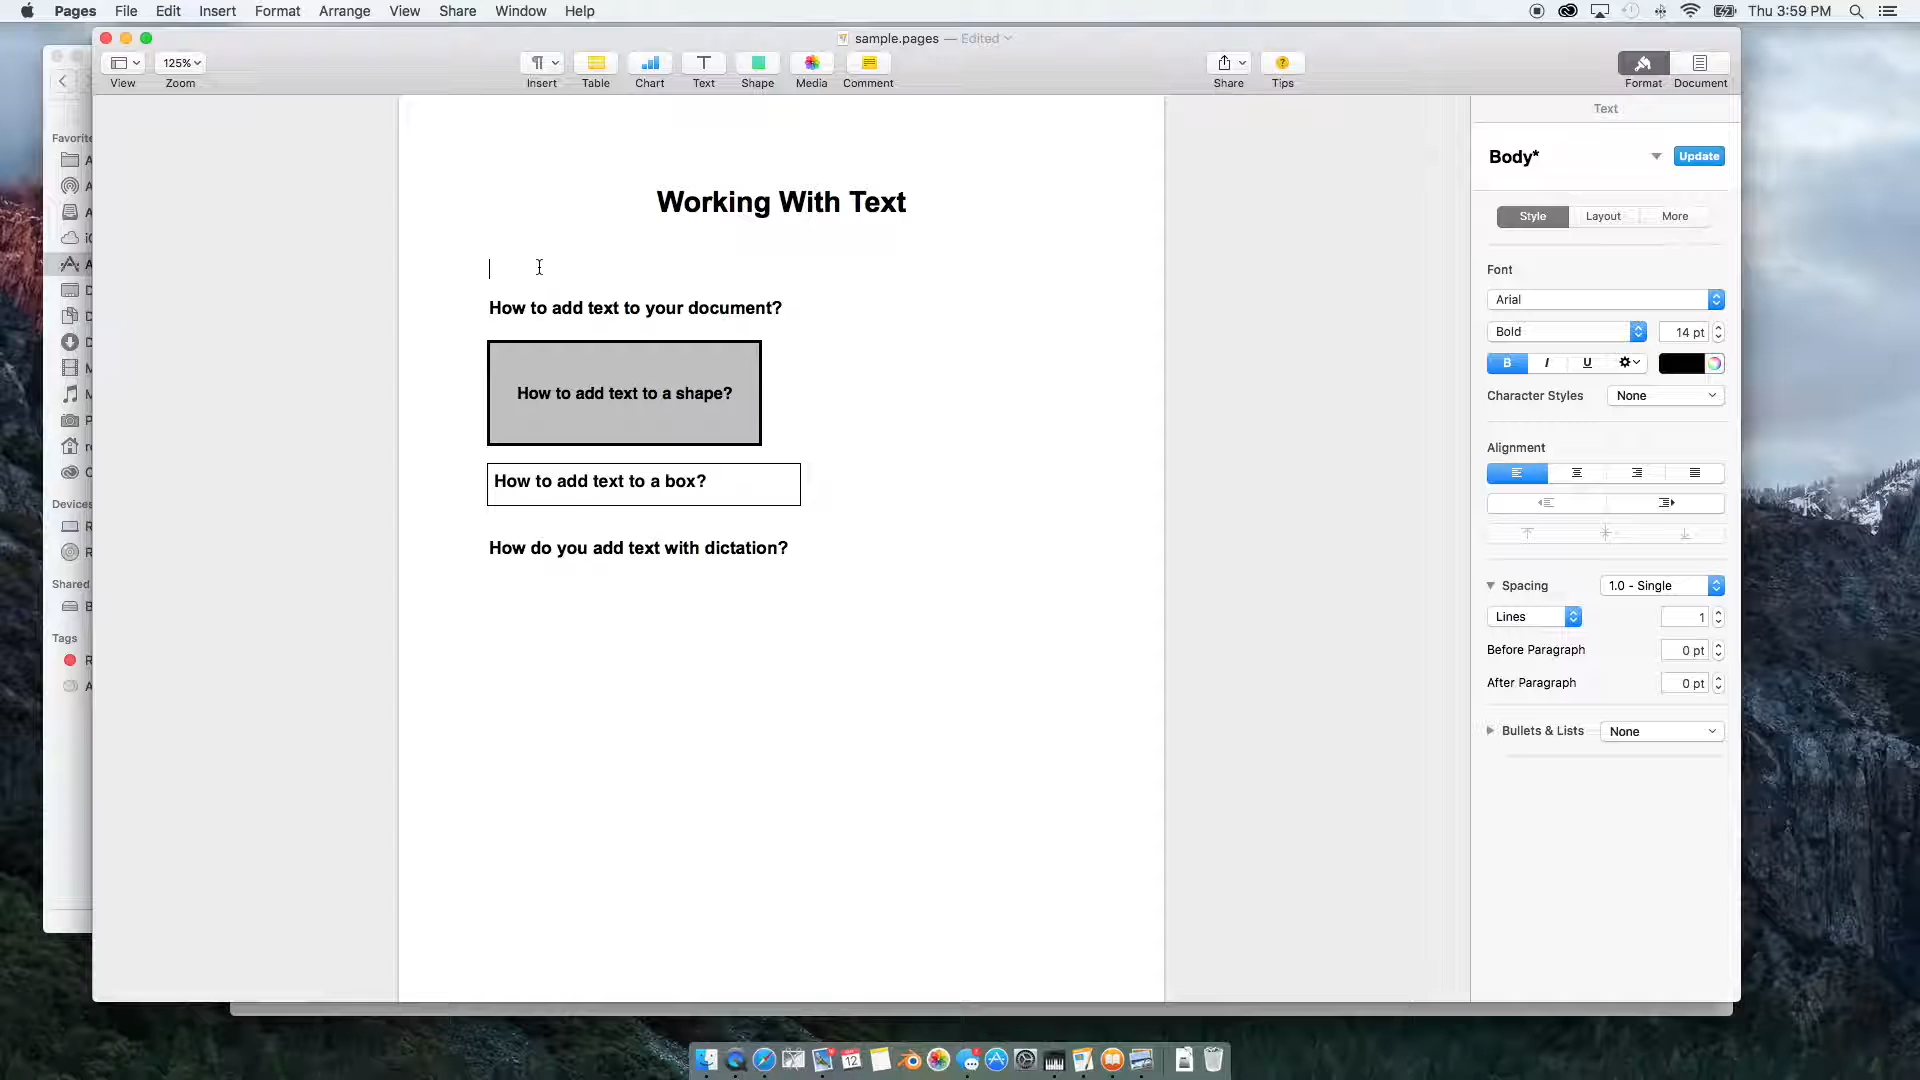 Pages File Edit Insert Format Arrange View Share Window Help
Thu 3:59 PM
sample.pages — Edited
125%
View Zoom Insert Table Chart Text Shape Media Comment Share Tips Format Document
Text
Body* Update
Style Layout More
Font
Arial
Bold 14 pt
B I U
Character Styles None
Alignment
Spacing 1.0 - Single
Lines 1
Before Paragraph 0 pt
After Paragraph 0 pt
Bullets & Lists None
Working With Text
How to add text to your document?
How to add text to a shape?
How to add text to a box?
How do you add text with dictation?
Favorite
A
A
A
iC
A
D
D
D
M
M
P
re
C
Devices
R
R
Shared
B
Tags
R
A
12